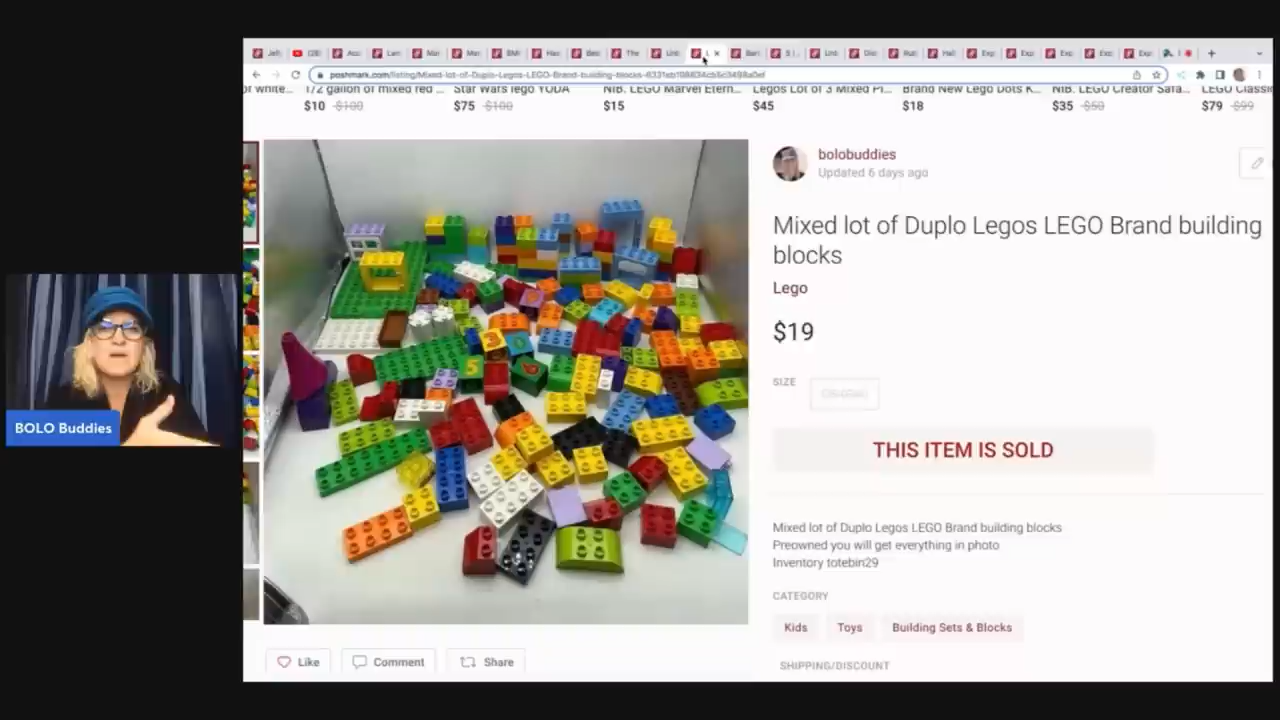 poshmark.com/listing/Mixed-lot-of-Duplo-Legos-LEGO-Brand-building-blocks-
1/2 gallon of mixed red ...
Star Wars lego YODA
NIB. LEGO Marvel Etern...
Legos Lot of 3 Mixed Pi...
Brand New Lego Dots K...
NIB. LEGO Creator Safa...
LEGO Classi
$10 $100
$75 $100
$15
$45
$18
$35 $50
$79 $99
bolobuddies
Updated 6 days ago
Mixed lot of Duplo Legos LEGO Brand building
blocks
Lego
$19
SIZE
THIS ITEM IS SOLD
Mixed lot of Duplo Legos LEGO Brand building blocks
Preowned you will get everything in photo
Inventory totebin29
CATEGORY
Kids
Toys
Building Sets & Blocks
SHIPPING/DISCOUNT
Like
Comment
Share
BOLO Buddies